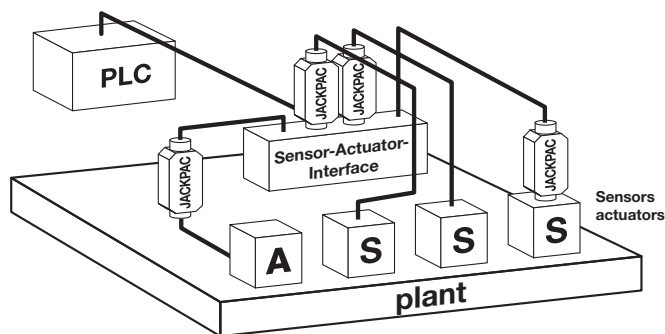 PLC
JACKPAC
JACKPAC
JACKPAC
JACKPAC
Sensor-Actuator-
Interface
Sensors
actuators
A
S
S
S
plant